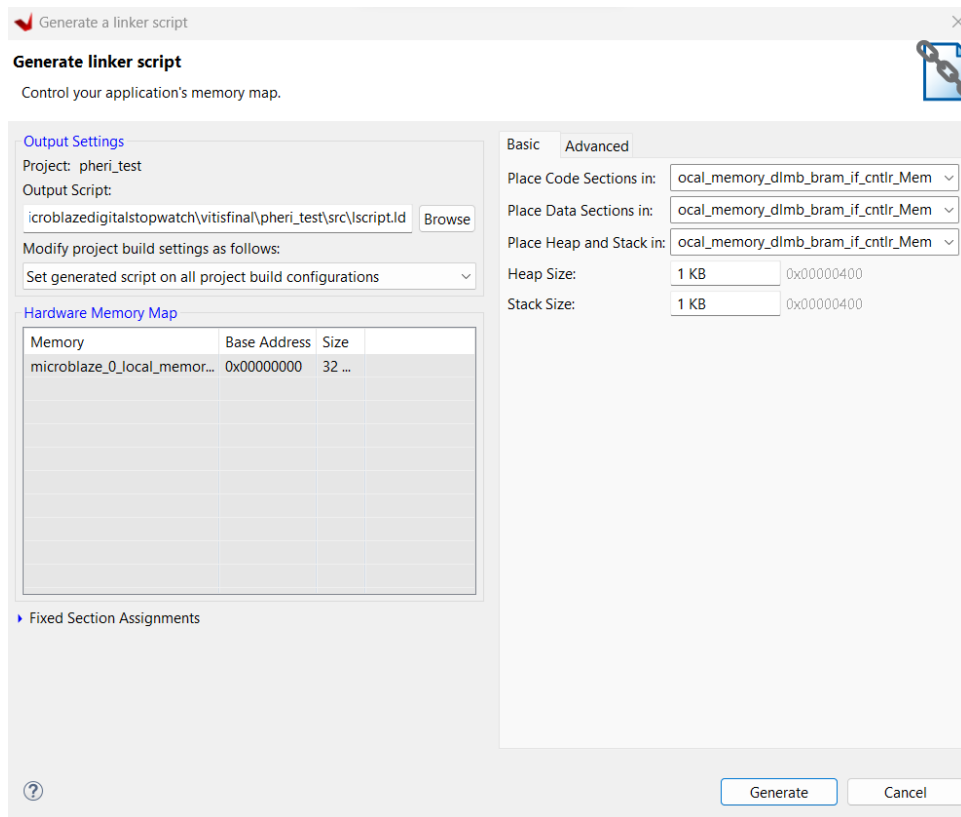 Generate a linker script
Generate linker script
Control your application's memory map.
Output Settings
Project: pheri_test
Output Script:
icroblazedigitalstopwatch\vitisfinal\pheri_test\src\lscript.ld Browse
Modify project build settings as follows:
Set generated script on all project build configurations
Hardware Memory Map
Memory Base Address Size
microblaze_0_local_memor... 0x00000000 32 ...
Fixed Section Assignments
Basic Advanced
Place Code Sections in: ocal_memory_dlmb_bram_if_cntlr_Mem
Place Data Sections in: ocal_memory_dlmb_bram_if_cntlr_Mem
Place Heap and Stack in: ocal_memory_dlmb_bram_if_cntlr_Mem
Heap Size: 1 KB 0x00000400
Stack Size: 1 KB 0x00000400
? Generate Cancel